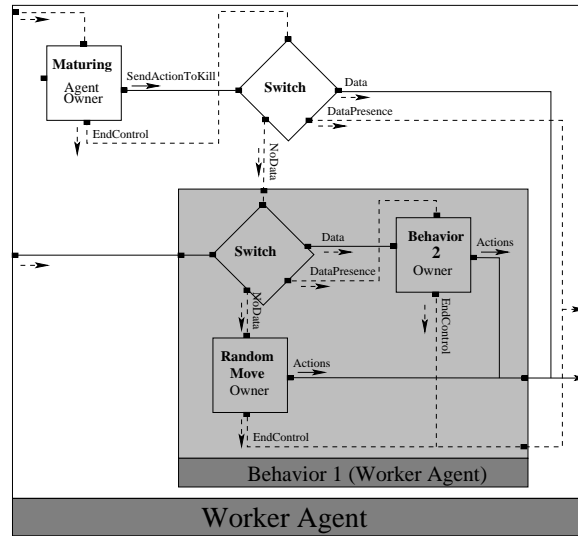 Maturing
Agent
Owner
SendActionToKill
EndControl
Switch
Data
DataPresence
NoData
Switch
Data
DataPresence
NoData
Behavior
2
Owner
Actions
EndControl
Random
Move
Owner
Actions
EndControl
Behavior 1 (Worker Agent)
Worker Agent